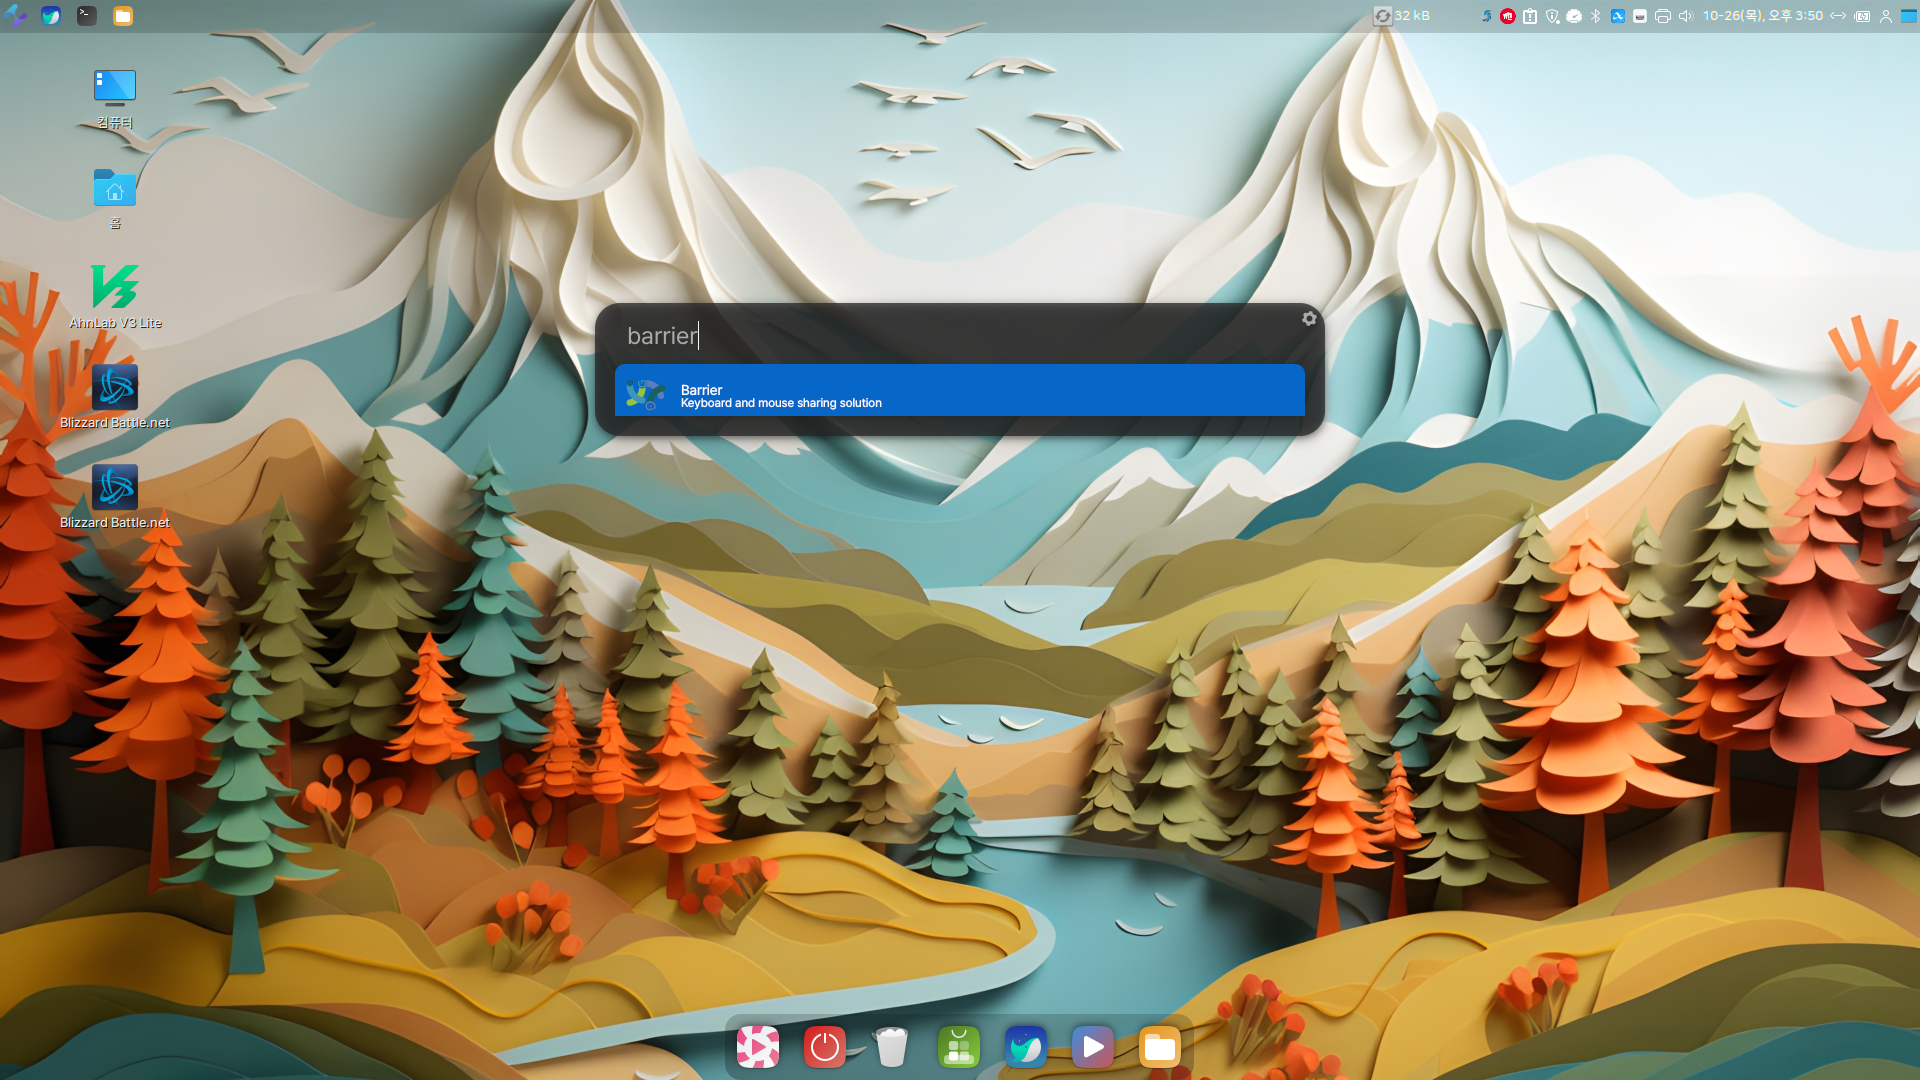 32 kB
10-26(목), 오후 3:50
컴퓨터
홈
AhnLab V3 Lite
Blizzard Battle.net
Blizzard Battle.net
barrier
Barrier
Keyboard and mouse sharing solution